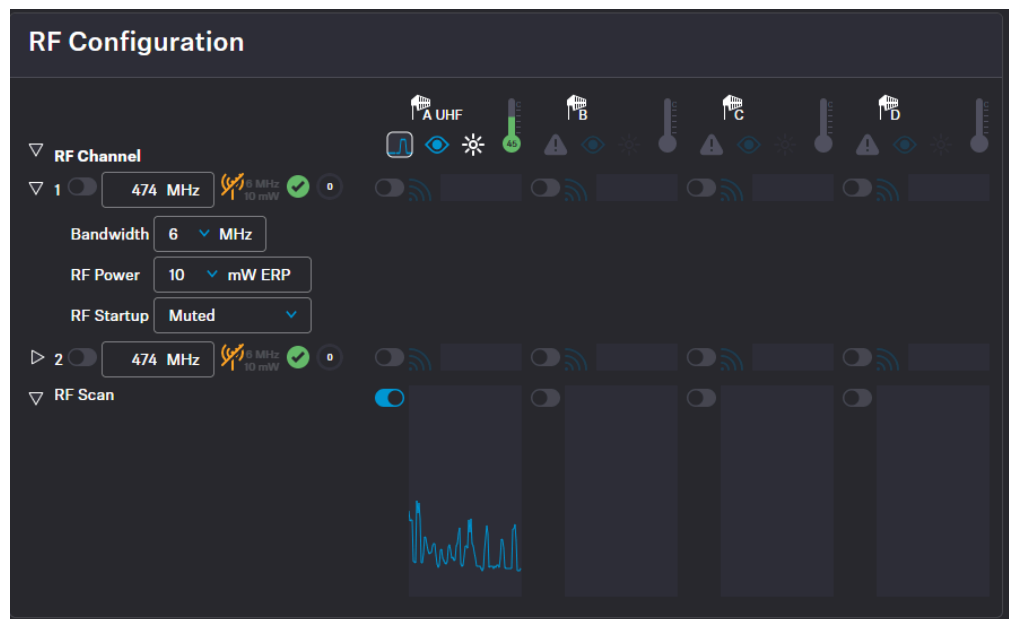 RF Configuration
A UHF B C D
45
RF Channel
1 474 MHz 6 MHz 10 mW 0
Bandwidth 6 MHz
RF Power 10 mW ERP
RF Startup Muted
2 474 MHz 6 MHz 10 mW 0
RF Scan